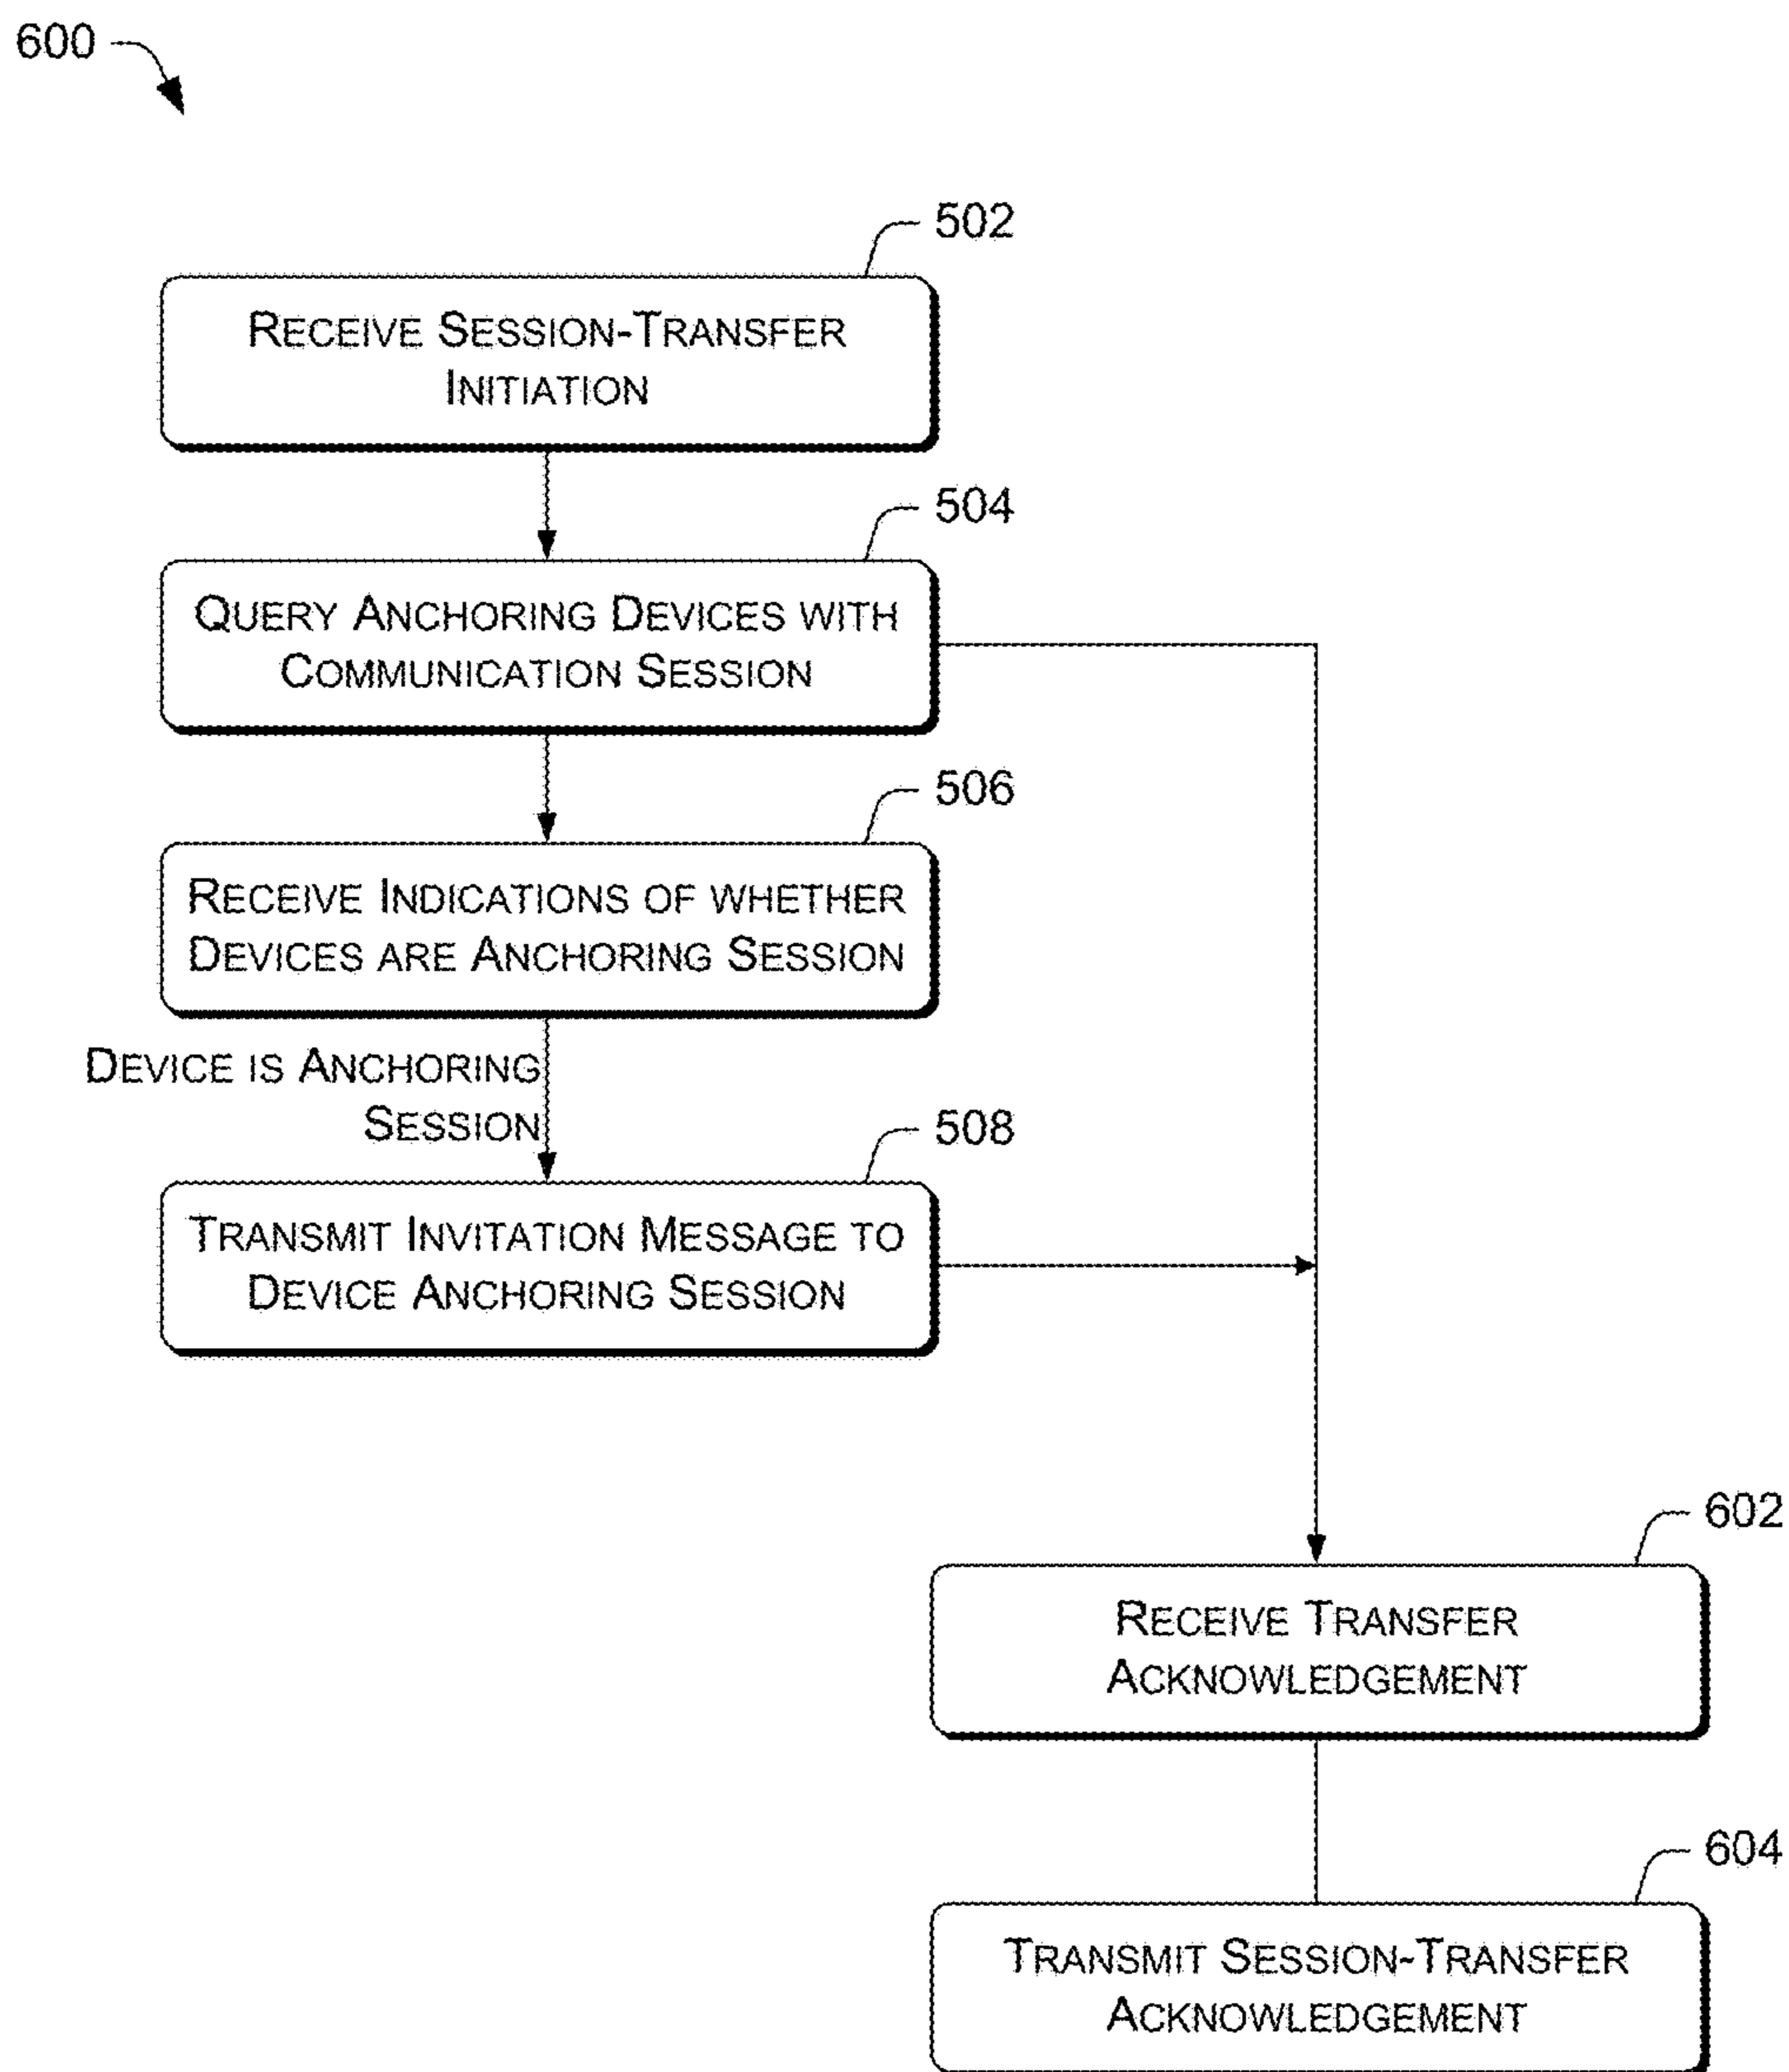 600
502
RECEIVE SESSION-TRANSFER
INITIATION
504
QUERY ANCHORING DEVICES WITH
COMMUNICATION SESSION
506
RECEIVE INDICATIONS OF WHETHER
DEVICES ARE ANCHORING SESSION
DEVICE IS ANCHORING
SESSION
508
TRANSMIT INVITATION MESSAGE TO
DEVICE ANCHORING SESSION
602
RECEIVE TRANSFER
ACKNOWLEDGEMENT
604
TRANSMIT SESSION-TRANSFER
ACKNOWLEDGEMENT